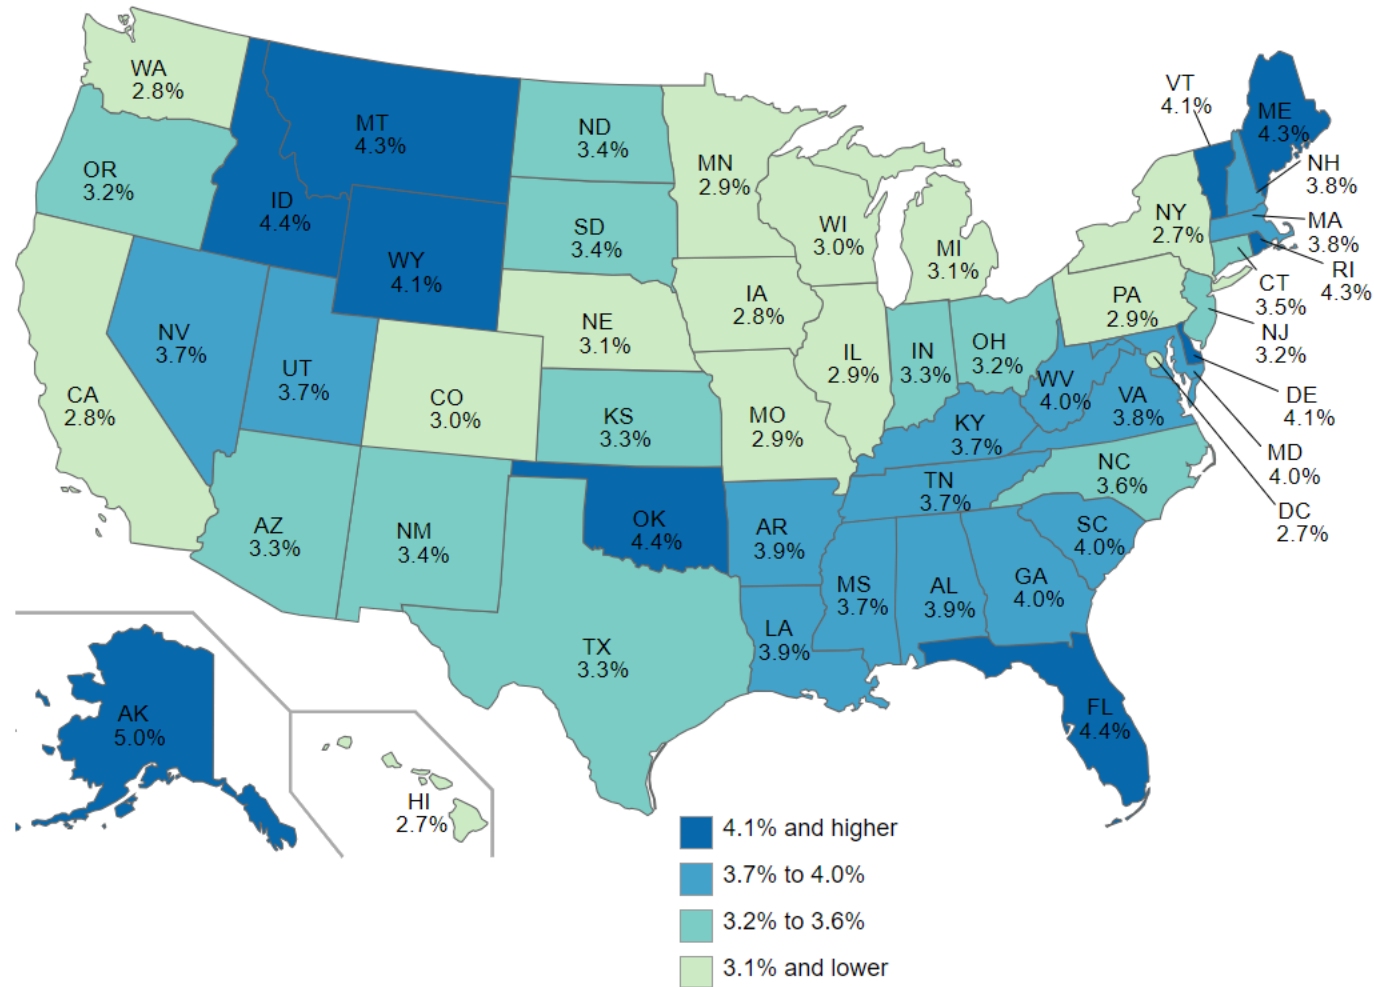 WA
2.8%
OR
3.2%
CA
2.8%
ID
4.4%
MT
4.3%
WY
4.1%
NV
3.7%
UT
3.7%
CO
3.0%
AZ
3.3%
NM
3.4%
ND
3.4%
SD
3.4%
NE
3.1%
KS
3.3%
OK
4.4%
TX
3.3%
MN
2.9%
IA
2.8%
MO
2.9%
AR
3.9%
LA
3.9%
WI
3.0%
IL
2.9%
MI
3.1%
IN
3.3%
OH
3.2%
KY
3.7%
TN
3.7%
MS
3.7%
AL
3.9%
GA
4.0%
FL
4.4%
SC
4.0%
NC
3.6%
VA
3.8%
WV
4.0%
PA
2.9%
NY
2.7%
VT
4.1%
ME
4.3%
NH
3.8%
MA
3.8%
RI
4.3%
CT
3.5%
NJ
3.2%
DE
4.1%
MD
4.0%
DC
2.7%
AK
5.0%
HI
2.7%
4.1% and higher
3.7% to 4.0%
3.2% to 3.6%
3.1% and lower